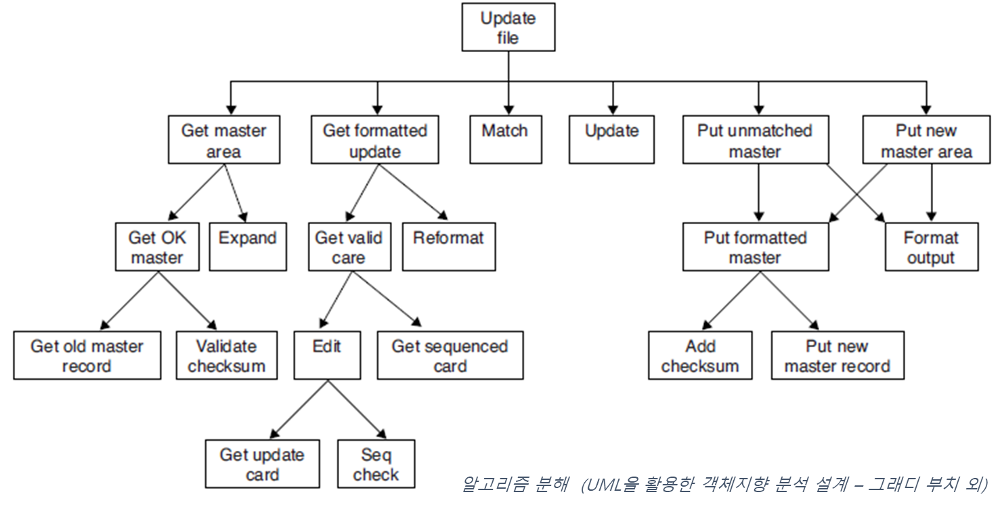 Update
file
Get master
area
Get formatted
update
Match
Update
Put unmatched
master
Put new
master area
Get OK
master
Expand
Get valid
care
Reformat
Put formatted
master
Format
output
Get old master
record
Validate
checksum
Edit
Get sequenced
card
Add
checksum
Put new
master record
Get update
card
Seq
check
알고리즘 분해 (UML을 활용한 객체지향 분석 설계 – 그래디 부치 외)